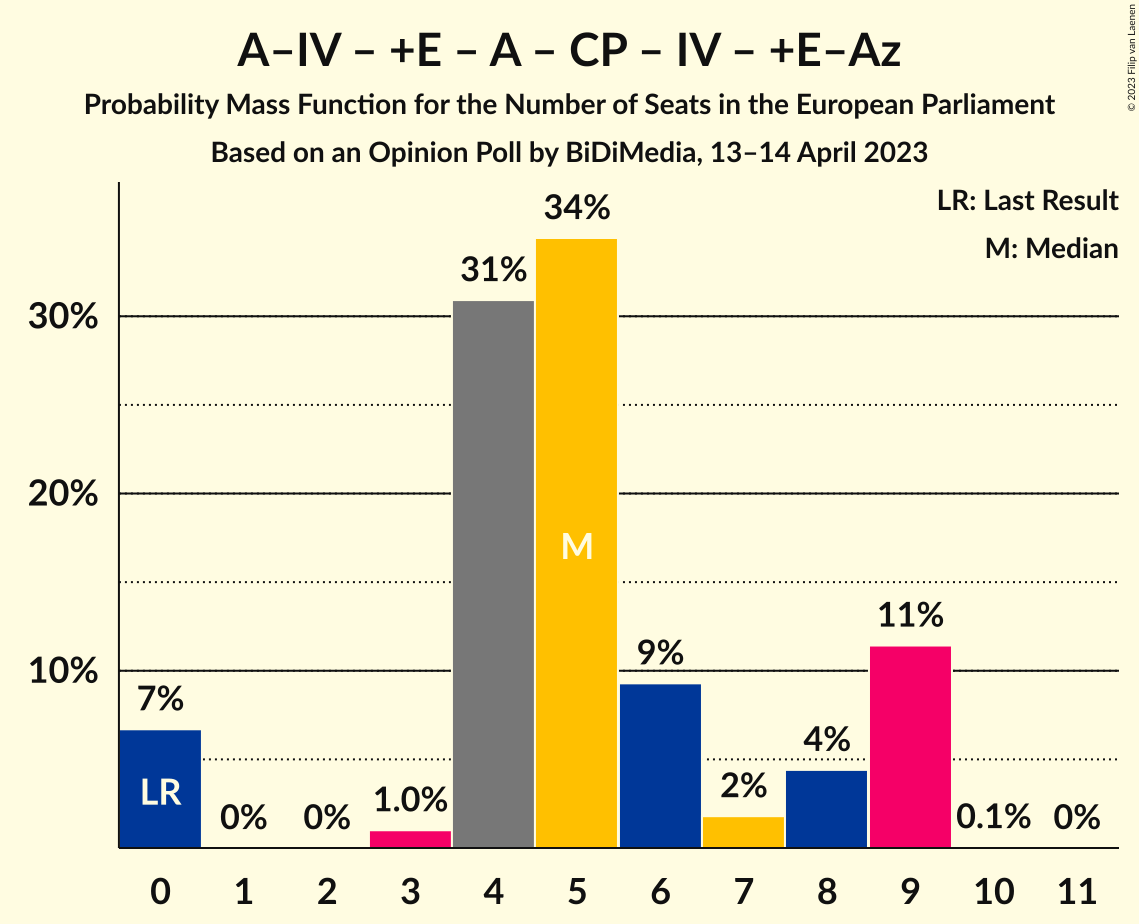 A–IV – +E – A – CP – IV – +E–Az
Probability Mass Function for the Number of Seats in the European Parliament
Based on an Opinion Poll by BiDiMedia, 13–14 April 2023
© 2023 Filip van Laenen
LR: Last Result
M: Median
34%
31%
30%
20%
M
11%
9%
10%
7%
4%
LR
2%
1.0%
0%
0%
0.1%
0%
0 1 2 3 4 5 6 7 8 9 10 11